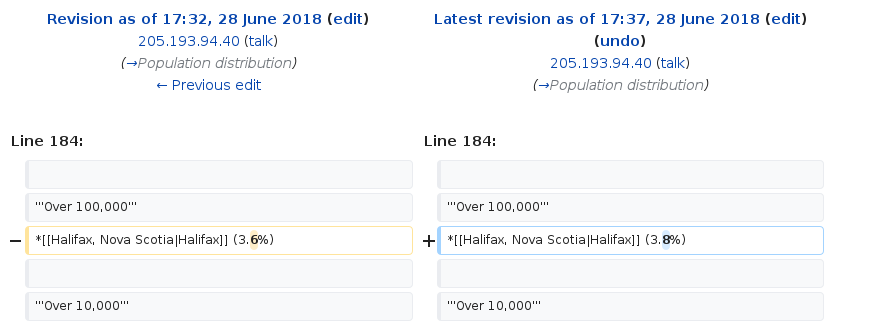 Revision as of 17:32, 28 June 2018 (edit)
205.193.94.40 (talk)
(→Population distribution)
← Previous edit
Latest revision as of 17:37, 28 June 2018 (edit)
(undo)
205.193.94.40 (talk)
(→Population distribution)
Line 184:
Line 184:
'''Over 100,000'''
'''Over 100,000'''
− *[[Halifax, Nova Scotia|Halifax]] (3.6%)
+ *[[Halifax, Nova Scotia|Halifax]] (3.8%)
'''Over 10,000'''
'''Over 10,000'''